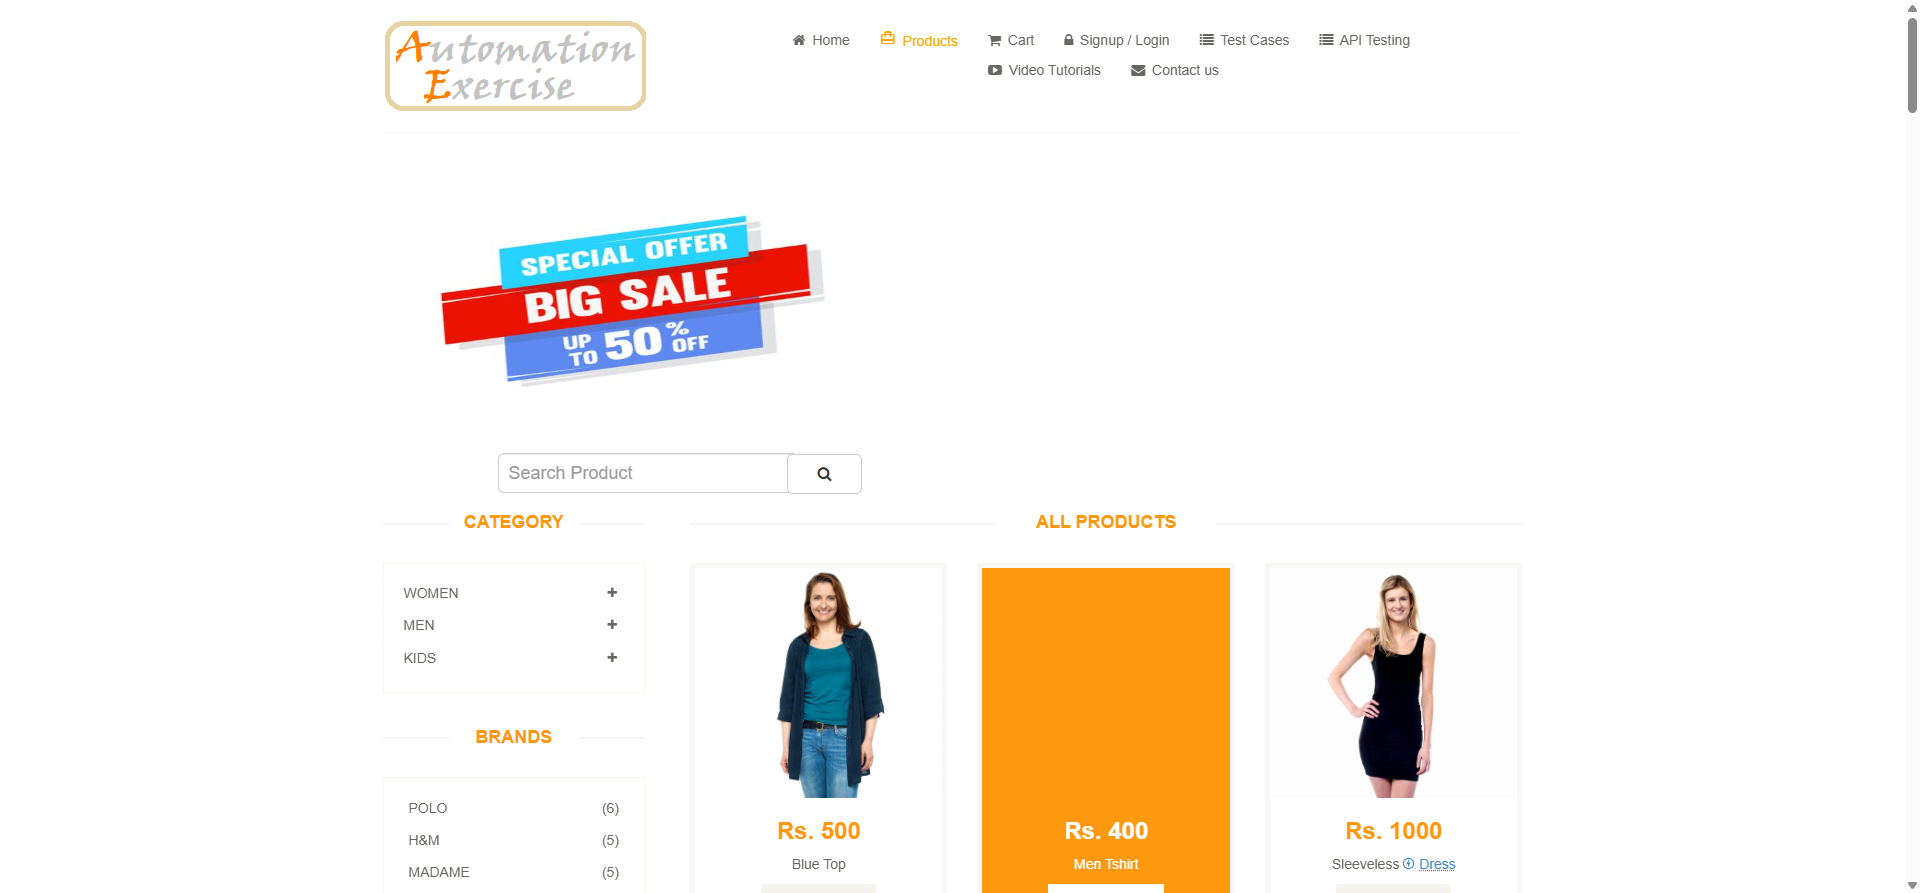 Automation
Exercise
Home
Products
Cart
Signup / Login
Test Cases
API Testing
Video Tutorials
Contact us
SPECIAL OFFER
BIG SALE
UP TO 50% OFF
Search Product
CATEGORY
ALL PRODUCTS
WOMEN
MEN
KIDS
BRANDS
POLO (6)
H&M (5)
MADAME (5)
Rs. 500
Blue Top
Rs. 400
Men Tshirt
Rs. 1000
Sleeveless Dress